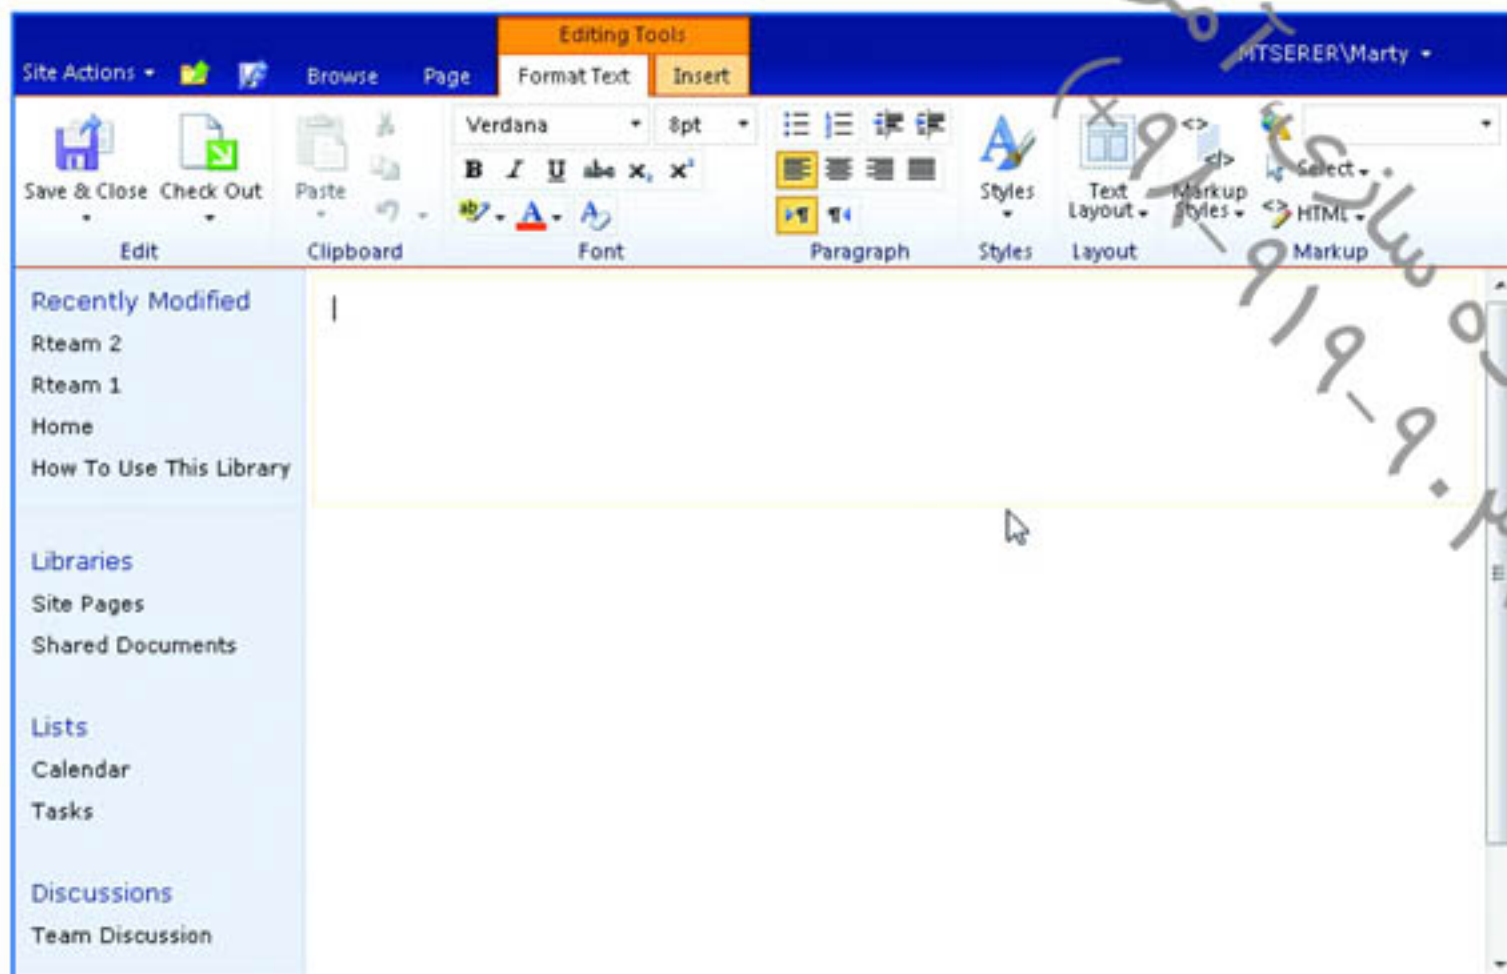 Editing Tools
MTSERER\Marty
Site Actions Browse Page Format Text Insert
Verdana 8pt
B I U abc x, x²
Save & Close Check Out Paste Styles Text Layout Markup Styles Select HTML
Edit Clipboard Font Paragraph Styles Layout Markup
Recently Modified
Rteam 2
Rteam 1
Home
How To Use This Library
Libraries
Site Pages
Shared Documents
Lists
Calendar
Tasks
Discussions
Team Discussion